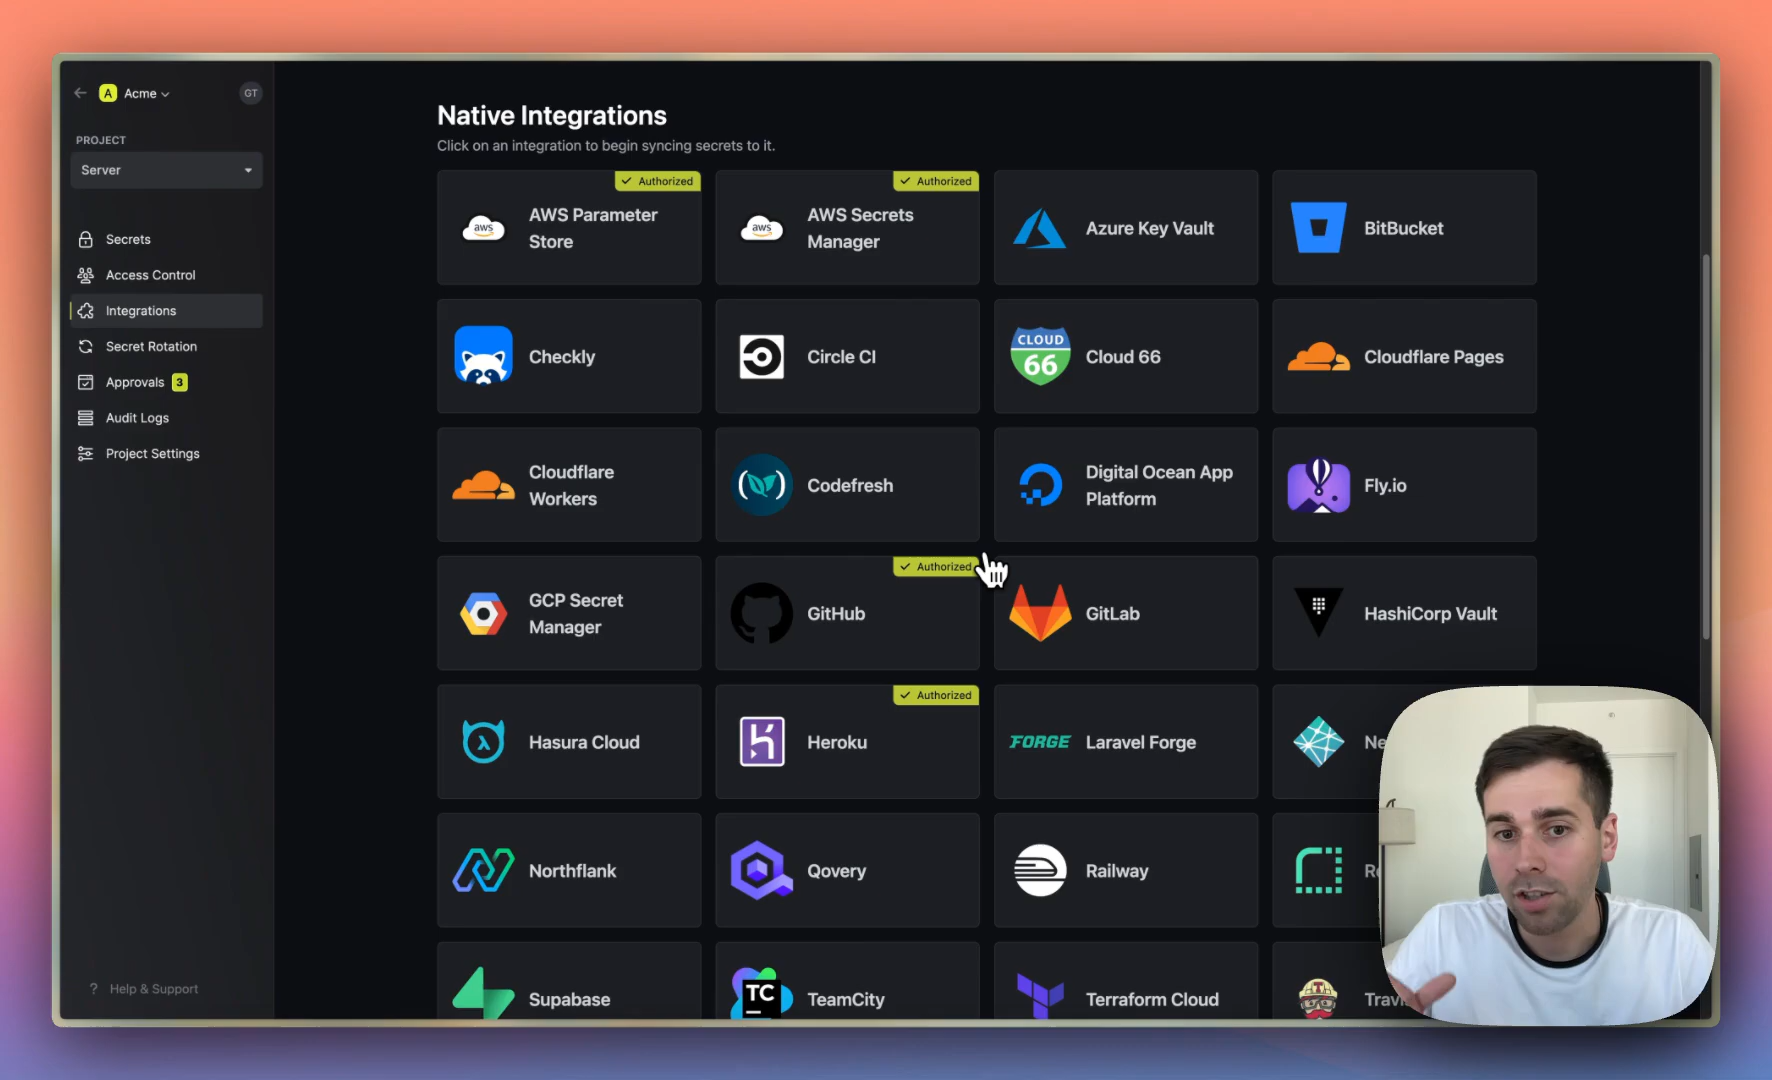 A Acme
GT
PROJECT
Server
Secrets
Access Control
Integrations
Secret Rotation
Approvals 3
Audit Logs
Project Settings
? Help & Support
Native Integrations
Click on an integration to begin syncing secrets to it.
Authorized
aws
AWS Parameter
Store
Authorized
aws
AWS Secrets
Manager
Azure Key Vault
BitBucket
Checkly
Circle CI
CLOUD
66
Cloud 66
Cloudflare Pages
Cloudflare
Workers
Codefresh
Digital Ocean App
Platform
Fly.io
GCP Secret
Manager
Authorized
GitHub
GitLab
HashiCorp Vault
Hasura Cloud
Authorized
Heroku
FORGE
Laravel Forge
Ne
Northflank
Qovery
Railway
Supabase
TC
TeamCity
Terraform Cloud
T